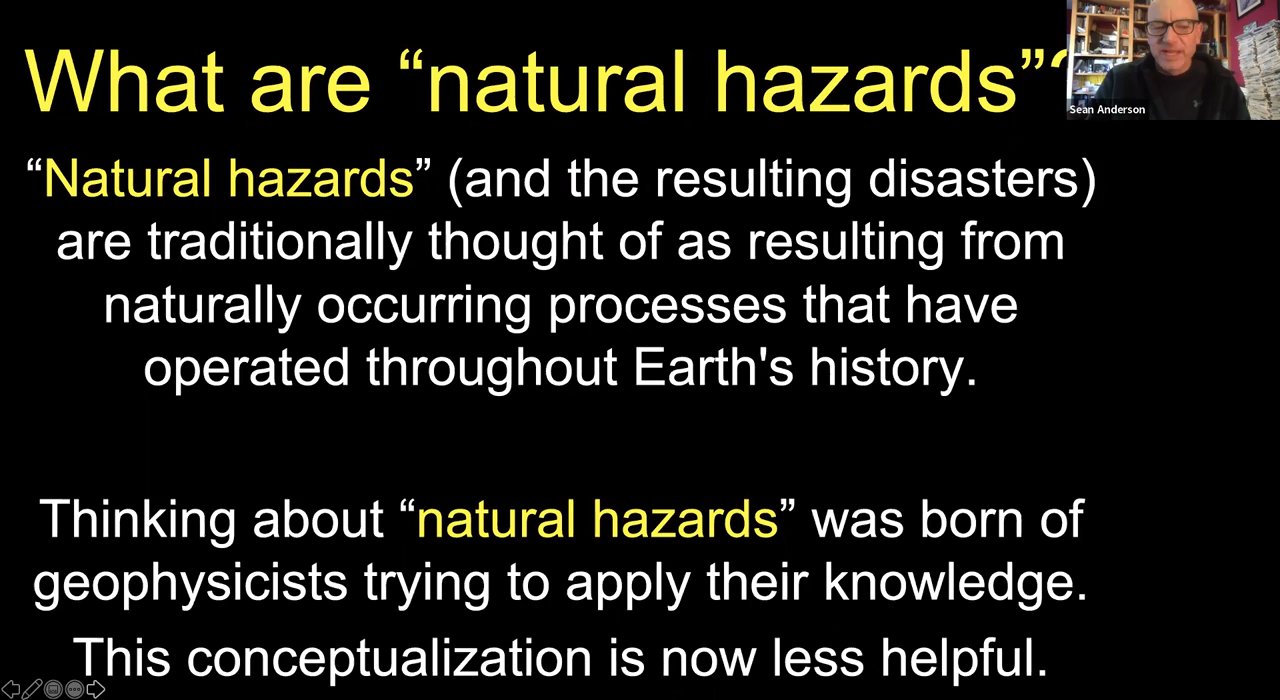 What are “natural hazards”?
Sean Anderson
“Natural hazards” (and the resulting disasters)
are traditionally thought of as resulting from
naturally occurring processes that have
operated throughout Earth's history.
Thinking about “natural hazards” was born of
geophysicists trying to apply their knowledge.
This conceptualization is now less helpful.